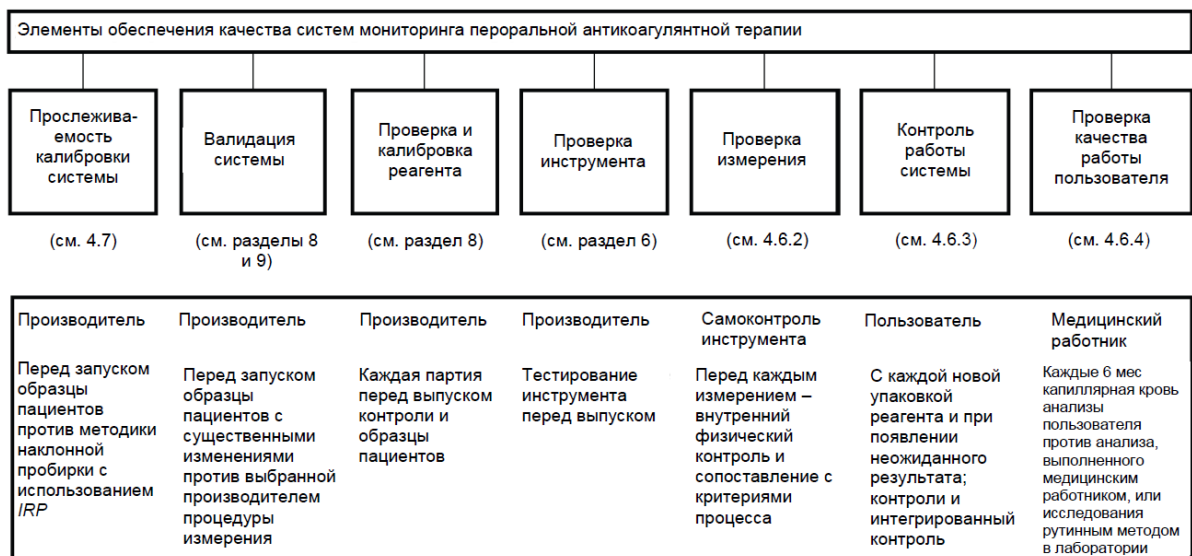 Элементы обеспечения качества систем мониторинга пероральной антикоагулянтной терапии
Прослежива-
емость
калибровки
системы
Валидация
системы
Проверка и
калибровка
реагента
Проверка
инструмента
Проверка
измерения
Контроль
работы
системы
Проверка
качества
работы
пользователя
(см. 4.7)
(см. разделы 8
и 9)
(см. раздел 8)
(см. раздел 6)
(см. 4.6.2)
(см. 4.6.3)
(см. 4.6.4)
Производитель
Перед запуском
образцы
пациентов
против методики
наклонной
пробирки с
использованием
IRP
Производитель
Перед запуском
образцы
пациентов с
существенными
изменениями
против выбранной
производителем
процедуры
измерения
Производитель
Каждая партия
перед выпуском
контроли и
образцы
пациентов
Производитель
Тестирование
инструмента
перед выпуском
Самоконтроль
инструмента
Перед каждым
измерением –
внутренний
физический
контроль и
сопоставление с
критериями
процесса
Пользователь
С каждой новой
упаковкой
реагента и при
появлении
неожиданного
результата;
контроли и
интегрированный
контроль
Медицинский
работник
Каждые 6 мес
капиллярная кровь
анализы
пользователя
против анализа,
выполненного
медицинским
работником, или
исследования
рутинным методом
в лаборатории